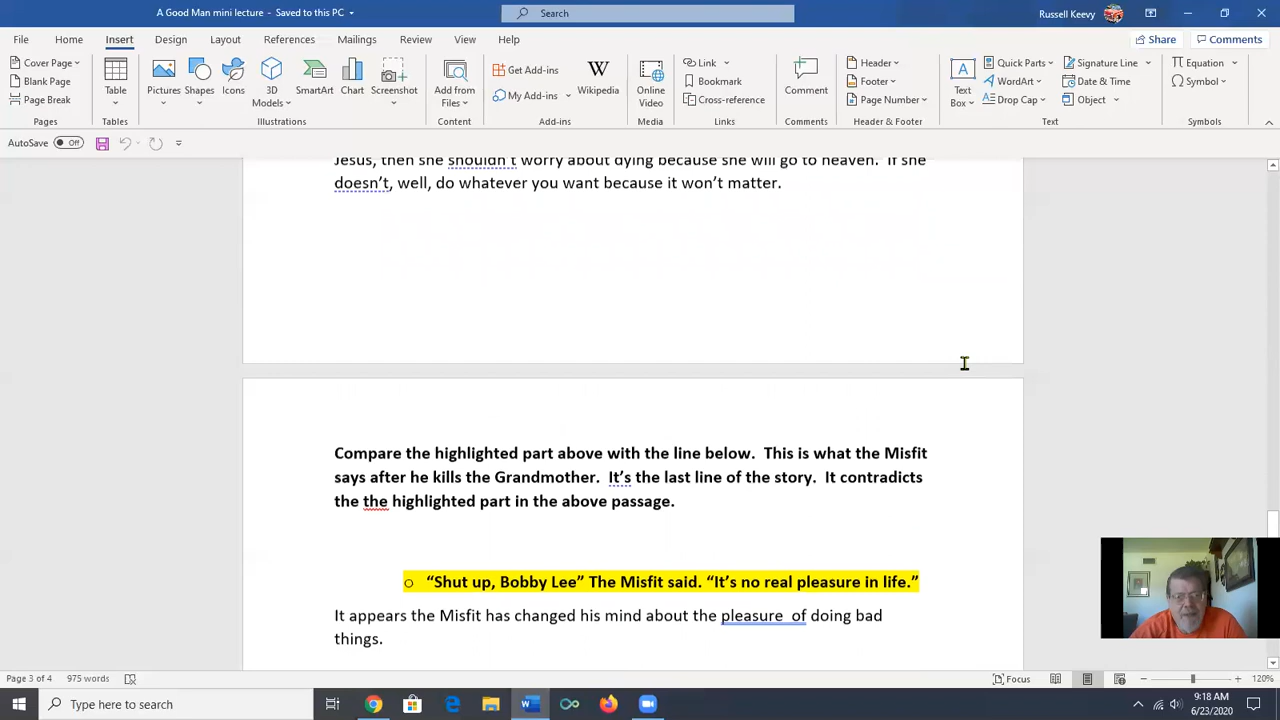 A Good Man mini lecture - Saved to this PC
Search
Russell Keevy
File Home Insert Design Layout References Mailings Review View Help
Share Comments
Cover Page
Blank Page
Page Break
Pages
Table
Tables
Pictures Shapes Icons 3D Models SmartArt Chart Screenshot
Illustrations
Add from Files
Content
Get Add-ins
My Add-ins
Wikipedia
Add-ins
Online Video
Media
Link
Bookmark
Cross-reference
Links
Comment
Comments
Header
Footer
Page Number
Header & Footer
Text Box
Quick Parts
WordArt
Drop Cap
Signature Line
Date & Time
Object
Text
Equation
Symbol
Symbols
AutoSave Off
Jesus, then she shouldn't worry about dying because she will go to heaven. If she
doesn't, well, do whatever you want because it won't matter.
Compare the highlighted part above with the line below. This is what the Misfit
says after he kills the Grandmother. It's the last line of the story. It contradicts
the the highlighted part in the above passage.
○ "Shut up, Bobby Lee" The Misfit said. "It's no real pleasure in life."
It appears the Misfit has changed his mind about the pleasure of doing bad
things.
Page 3 of 4 975 words
Focus
120%
Type here to search
9:18 AM
6/23/2020